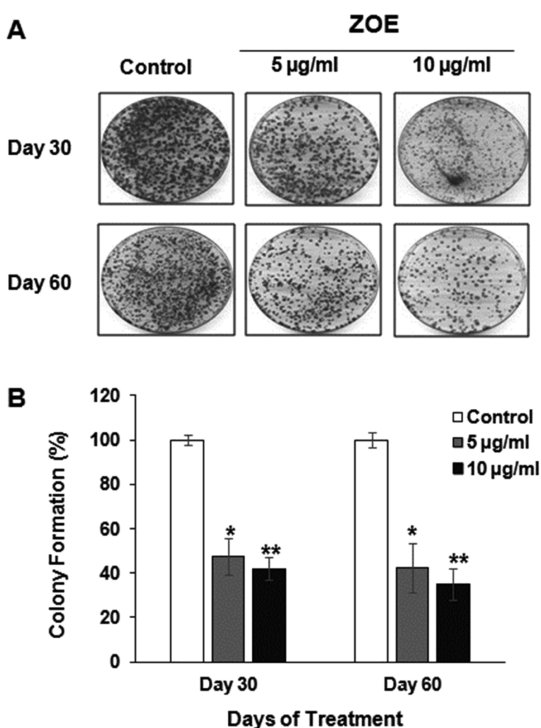 A
ZOE
Control 5 µg/ml 10 µg/ml
Day 30
Day 60
B
120
100
80
60
40
20
0
Colony Formation (%)
Control
5 µg/ml
10 µg/ml
* ** * **
Day 30 Day 60
Days of Treatment